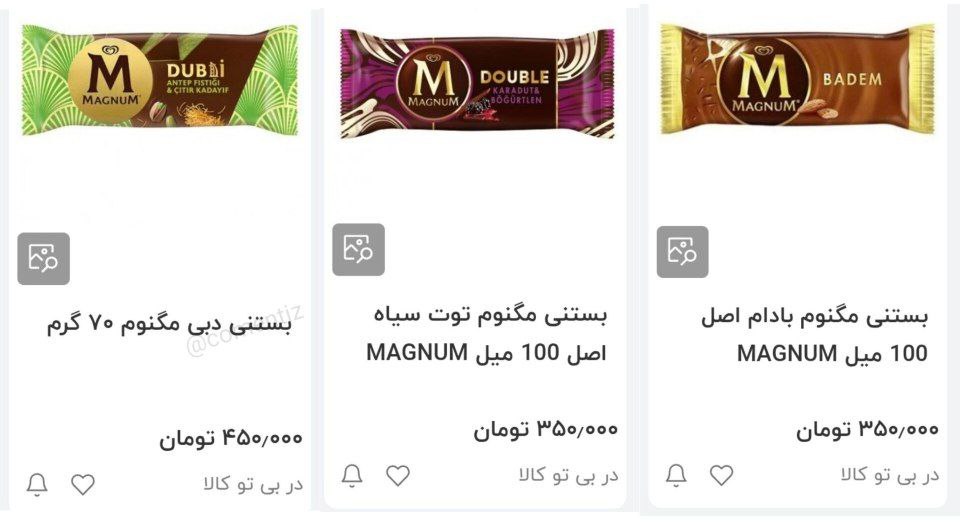 M
MAGNUM
DUBAi
ANTEP FISTIĞI
& ÇITIR KADAYIF
بستنی دبی مگنوم ۷۰ گرم
۴۵۰٫۰۰۰ تومان
در بی تو کالا
M
MAGNUM
DOUBLE
KARADUT&
BÖĞÜRTLEN
بستنی مگنوم توت سیاه
اصل 100 میل MAGNUM
۳۵۰٫۰۰۰ تومان
در بی تو کالا
M
MAGNUM
BADEM
بستنی مگنوم بادام اصل
100 میل MAGNUM
۳۵۰٫۰۰۰ تومان
در بی تو کالا